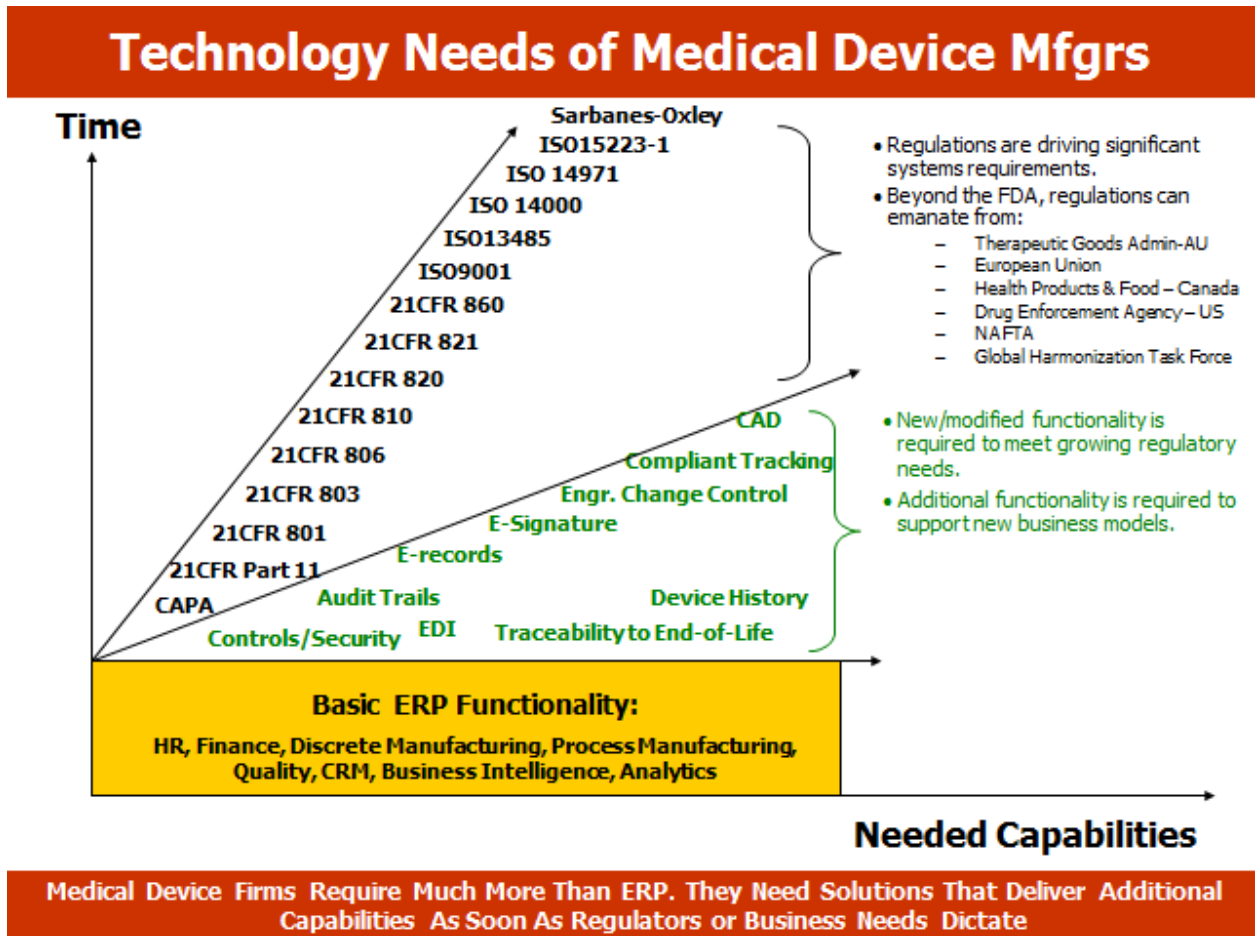 Technology Needs of Medical Device Mfgrs
Time
Sarbanes-Oxley
ISO15223-1
ISO 14971
ISO 14000
ISO13485
ISO9001
21CFR 860
21CFR 821
21CFR 820
21CFR 810
21CFR 806
21CFR 803
21CFR 801
21CFR Part 11
CAPA
• Regulations are driving significant
systems requirements.
• Beyond the FDA, regulations can
emanate from:
– Therapeutic Goods Admin-AU
– European Union
– Health Products & Food – Canada
– Drug Enforcement Agency – US
– NAFTA
– Global Harmonization Task Force
CAD
Compliant Tracking
Engr. Change Control
E-Signature
E-records
Audit Trails
Device History
Controls/Security
EDI
Traceability to End-of-Life
• New/modified functionality is
required to meet growing regulatory
needs.
• Additional functionality is required to
support new business models.
Basic ERP Functionality:
HR, Finance, Discrete Manufacturing, Process Manufacturing,
Quality, CRM, Business Intelligence, Analytics
Needed Capabilities
Medical Device Firms Require Much More Than ERP. They Need Solutions That Deliver Additional
Capabilities As Soon As Regulators or Business Needs Dictate